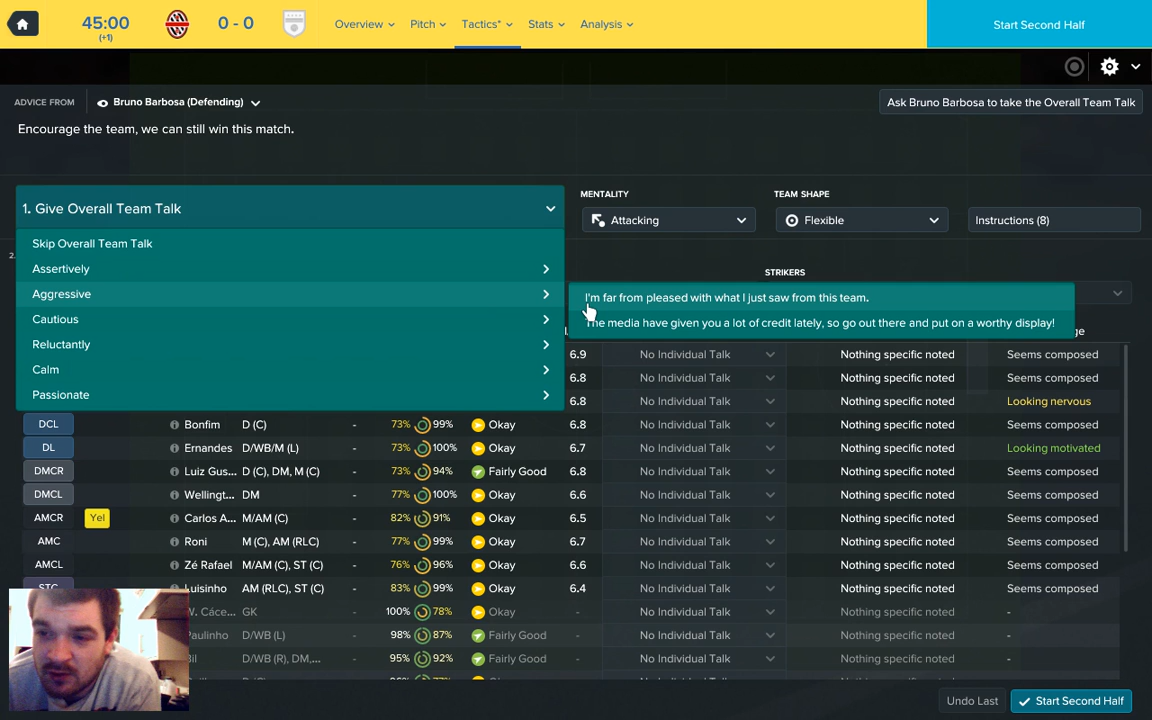 45:00
(+1)
0 - 0
Overview
Pitch
Tactics*
Stats
Analysis
Start Second Half
ADVICE FROM
Bruno Barbosa (Defending)
Ask Bruno Barbosa to take the Overall Team Talk
Encourage the team, we can still win this match.
1. Give Overall Team Talk
MENTALITY
TEAM SHAPE
Attacking
Flexible
Instructions (8)
Skip Overall Team Talk
Assertively
Aggressive
Cautious
Reluctantly
Calm
Passionate
2.
STRIKERS
I'm far from pleased with what I just saw from this team.
The media have given you a lot of credit lately, so go out there and put on a worthy display!
6.9 No Individual Talk Nothing specific noted Seems composed
6.8 No Individual Talk Nothing specific noted Seems composed
6.8 No Individual Talk Nothing specific noted Looking nervous
DCL Bonfim D (C) - 73% 99% Okay 6.8 No Individual Talk Nothing specific noted Seems composed
DL Ernandes D/WB/M (L) - 73% 100% Okay 6.7 No Individual Talk Nothing specific noted Looking motivated
DMCR Luiz Gus... D (C), DM, M (C) - 73% 94% Fairly Good 6.8 No Individual Talk Nothing specific noted Seems composed
DMCL Wellingt... DM - 77% 100% Okay 6.6 No Individual Talk Nothing specific noted Seems composed
AMCR Yel Carlos A... M/AM (C) - 82% 91% Okay 6.5 No Individual Talk Nothing specific noted Seems composed
AMC Roni M (C), AM (RLC) - 77% 99% Okay 6.7 No Individual Talk Nothing specific noted Seems composed
AMCL Zé Rafael M/AM (C), ST (C) - 76% 96% Okay 6.6 No Individual Talk Nothing specific noted Seems composed
STC Luisinho AM (RLC), ST (C) - 83% 99% Okay 6.4 No Individual Talk Nothing specific noted Seems composed
W. Các... GK - 100% 78% Okay - No Individual Talk Nothing specific noted -
Paulinho D/WB (L) - 98% 87% Fairly Good - No Individual Talk Nothing specific noted -
D/WB (R), DM,... - 95% 92% Fairly Good - No Individual Talk Nothing specific noted -
Undo Last
Start Second Half